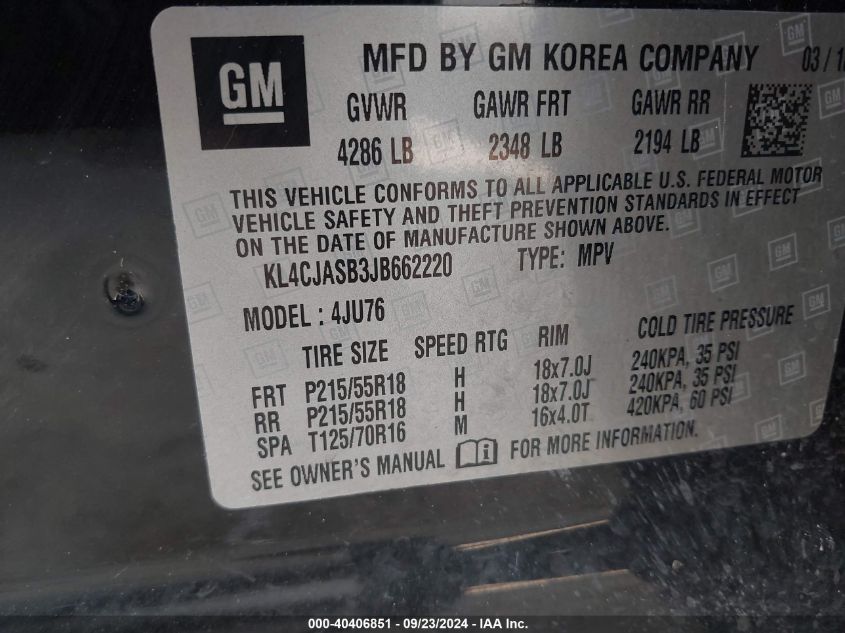 GM
MFD BY GM KOREA COMPANY 03/1
GVWR GAWR FRT GAWR RR
4286 LB 2348 LB 2194 LB
THIS VEHICLE CONFORMS TO ALL APPLICABLE U.S. FEDERAL MOTOR
VEHICLE SAFETY AND THEFT PREVENTION STANDARDS IN EFFECT
ON THE DATE OF MANUFACTURE SHOWN ABOVE.
KL4CJASB3JB662220 TYPE: MPV
MODEL : 4JU76
TIRE SIZE SPEED RTG RIM COLD TIRE PRESSURE
FRT P215/55R18 H 18x7.0J 240KPA, 35 PSI
RR P215/55R18 H 18x7.0J 240KPA, 35 PSI
SPA T125/70R16 M 16x4.0T 420KPA, 60 PSI
SEE OWNER'S MANUAL i FOR MORE INFORMATION.
000-40406851 - 09/23/2024 - IAA Inc.